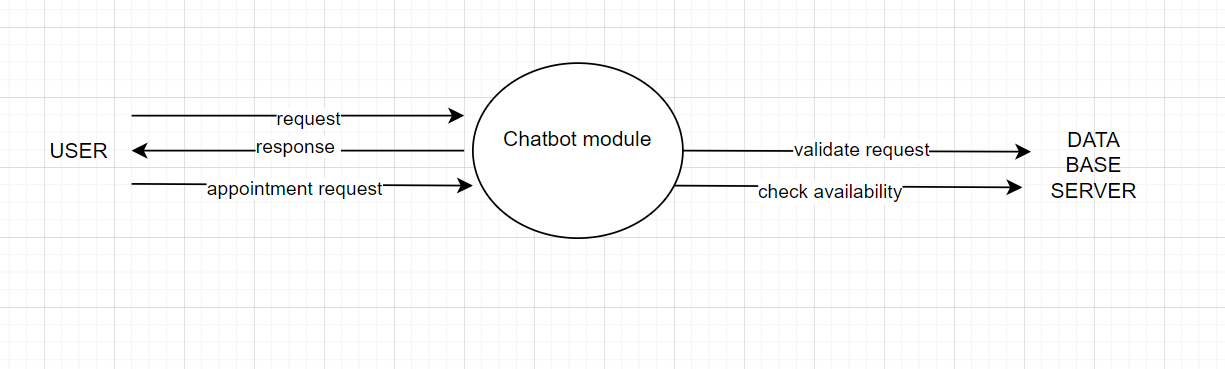 request
USER
response
appointment request
Chatbot module
validate request
check availability
DATA
BASE
SERVER